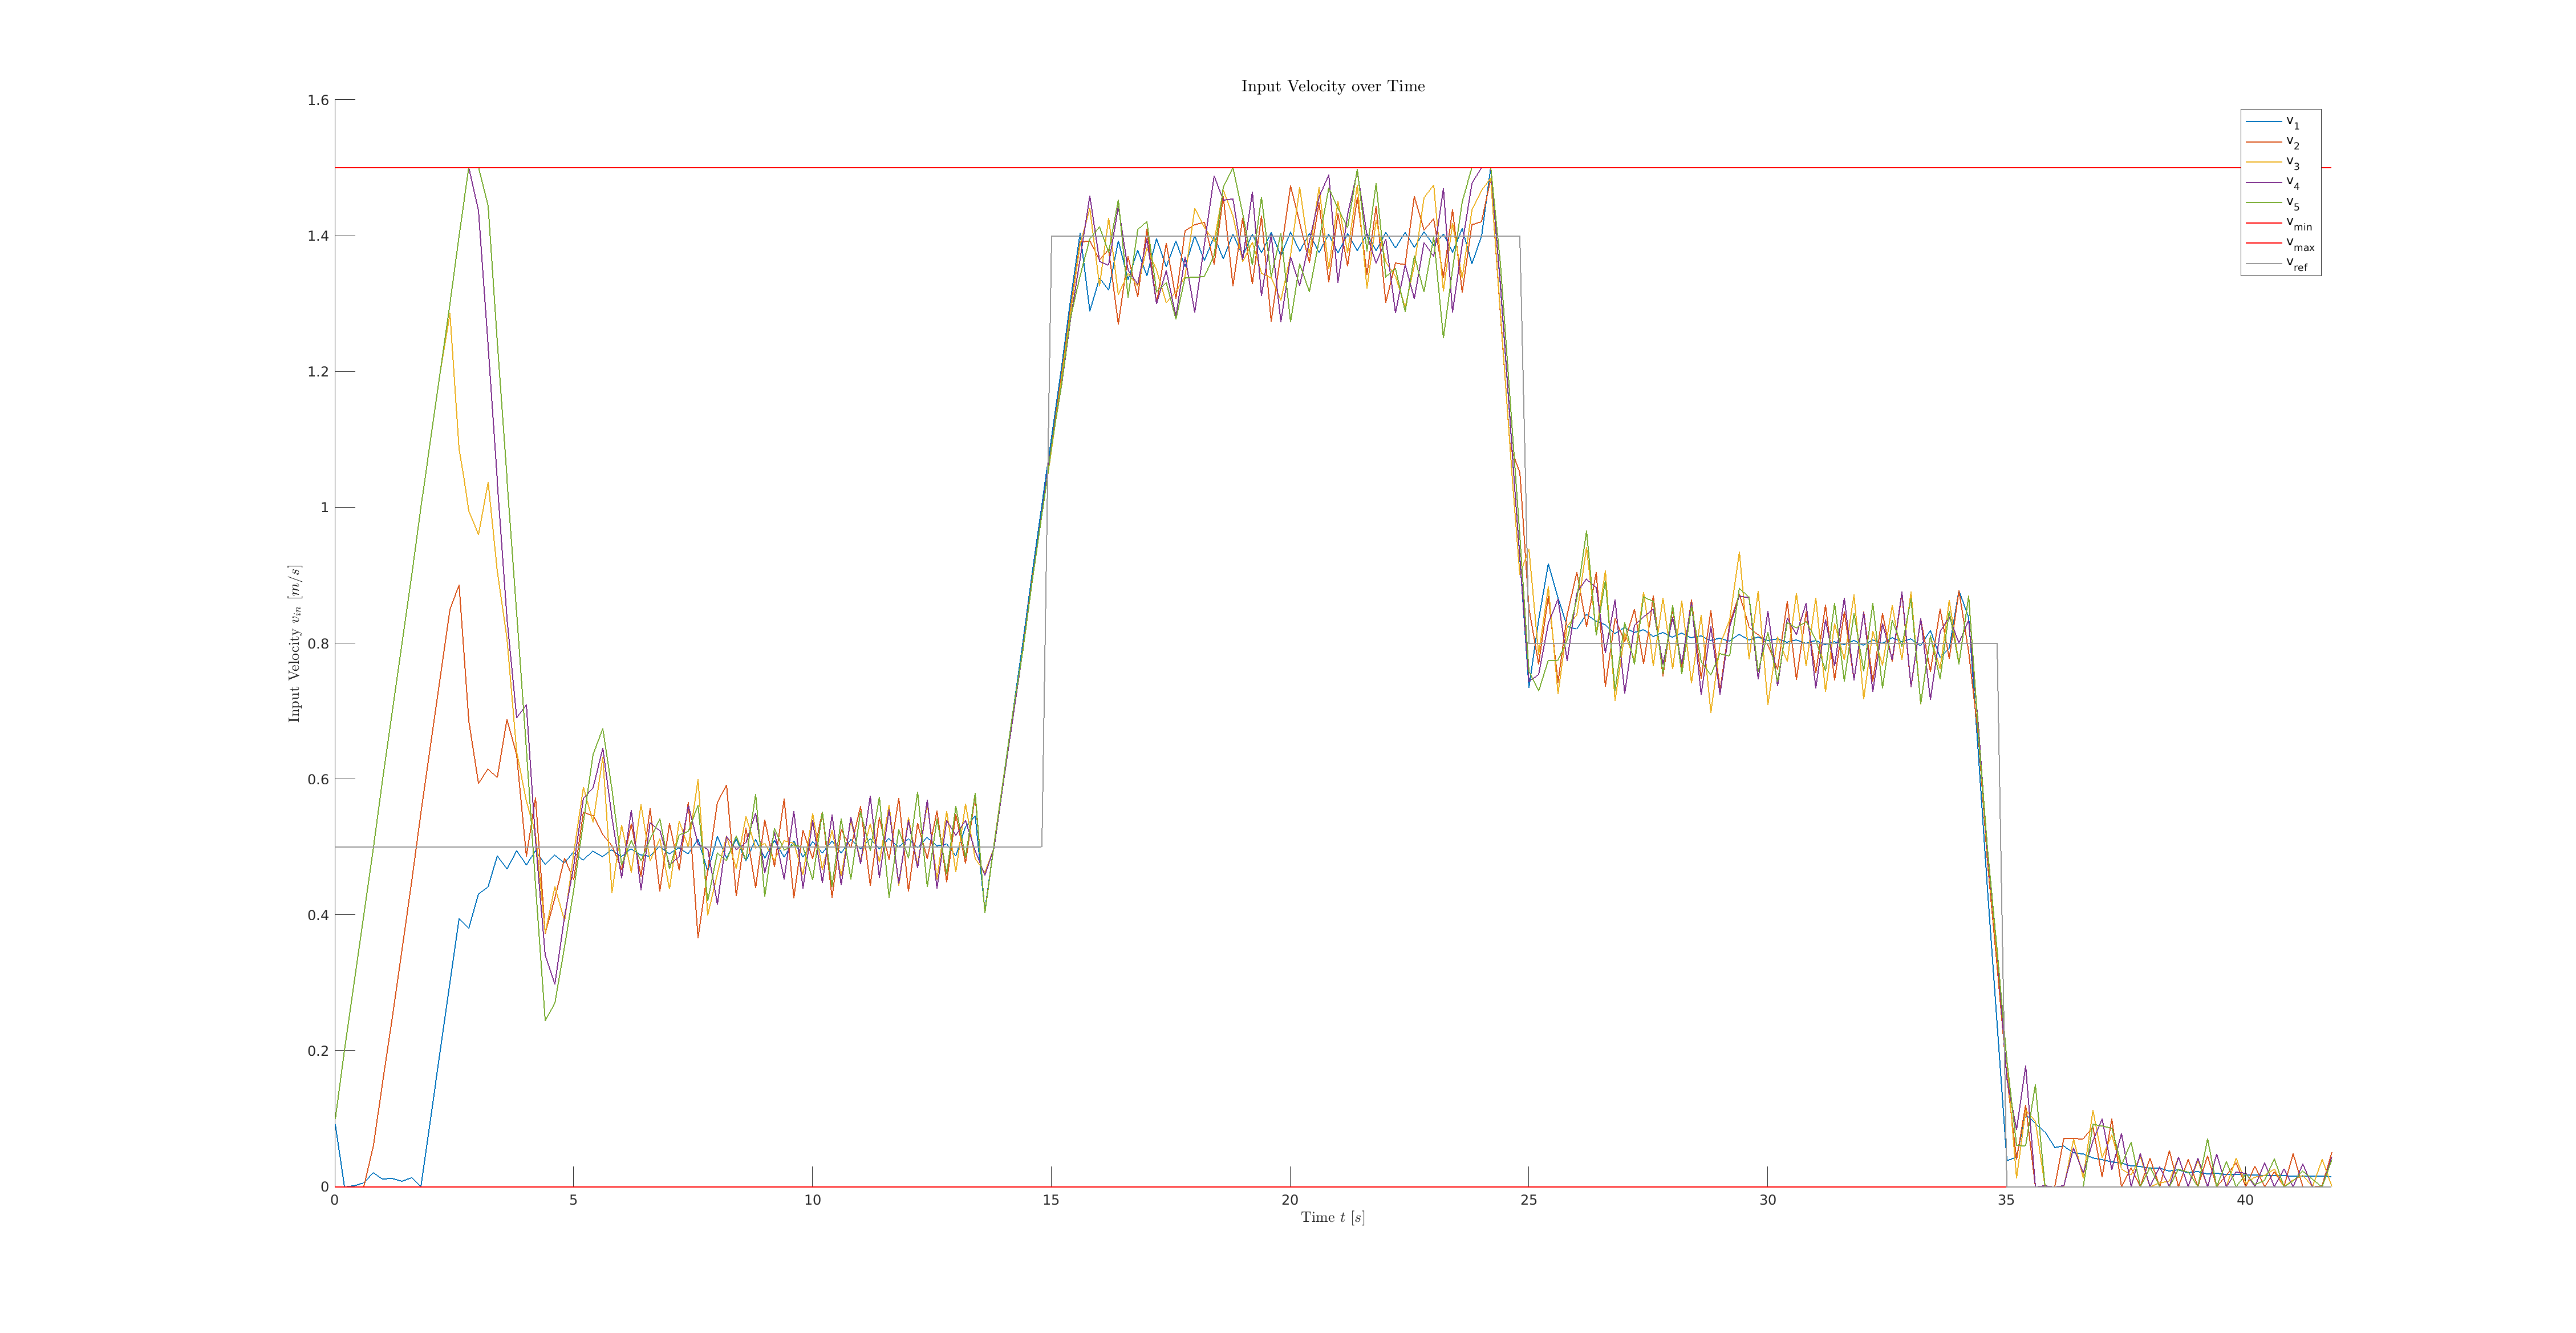 Input Velocity over Time
1.6
1.4
1.2
1
0.8
0.6
0.4
0.2
0
Input Velocity v_in [m/s]
0 5 10 15 20 25 30 35 40
Time t [s]
v_1
v_2
v_3
v_4
v_5
v_min
v_max
v_ref